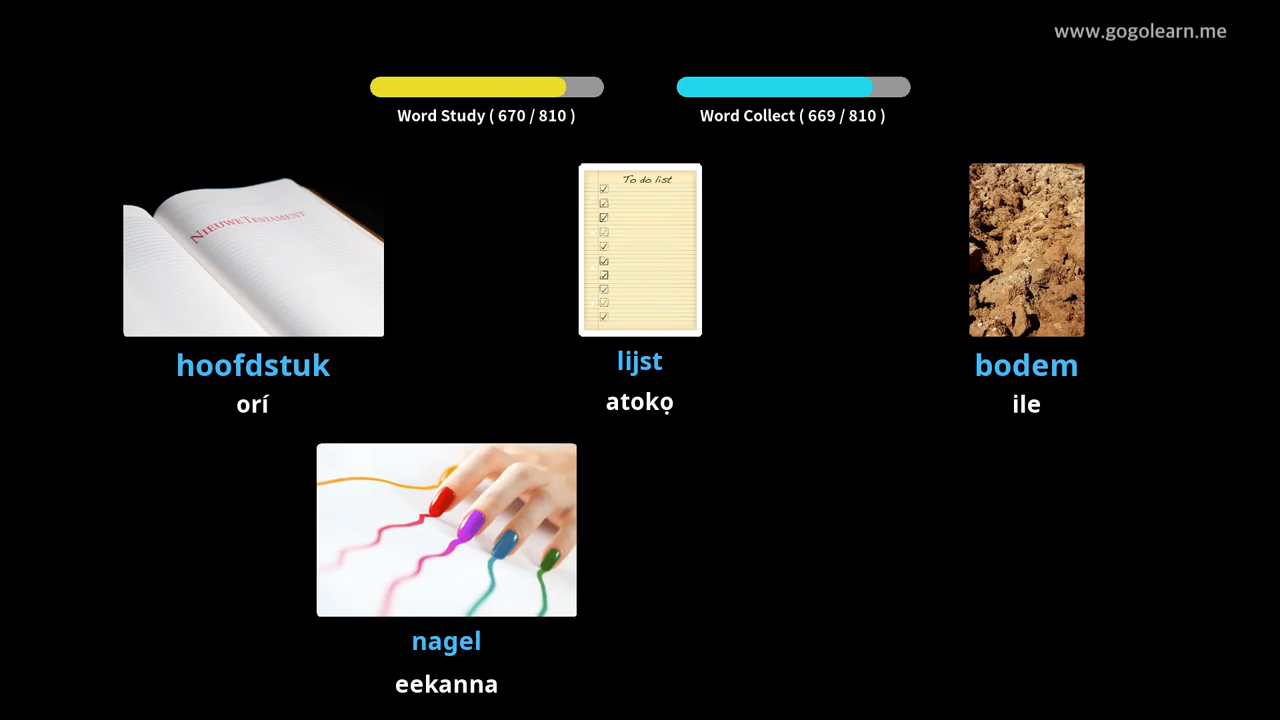 www.gogolearn.me
Word Study ( 670 / 810 )
Word Collect ( 669 / 810 )
NIEUWE TESTAMENT
To do list
hoofdstuk
orí
lijst
atokọ
bodem
ile
nagel
eekanna